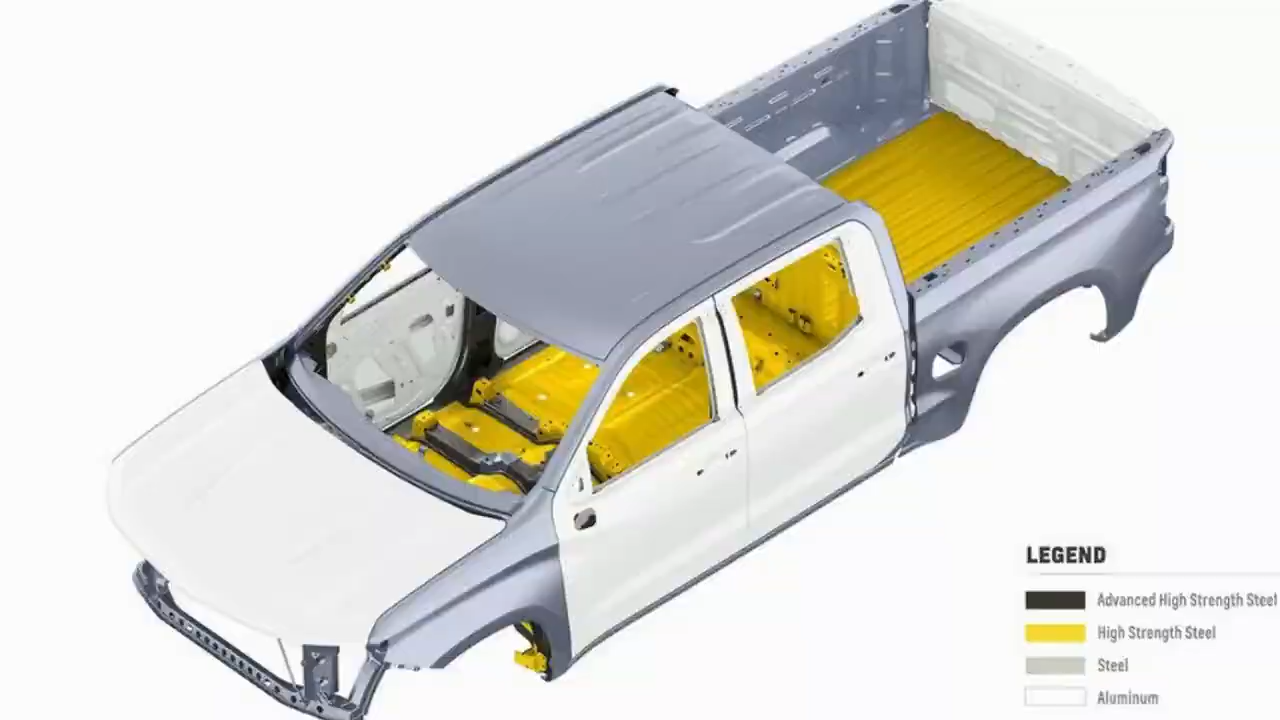 LEGEND
Advanced High Strength Steel
High Strength Steel
Steel
Aluminum